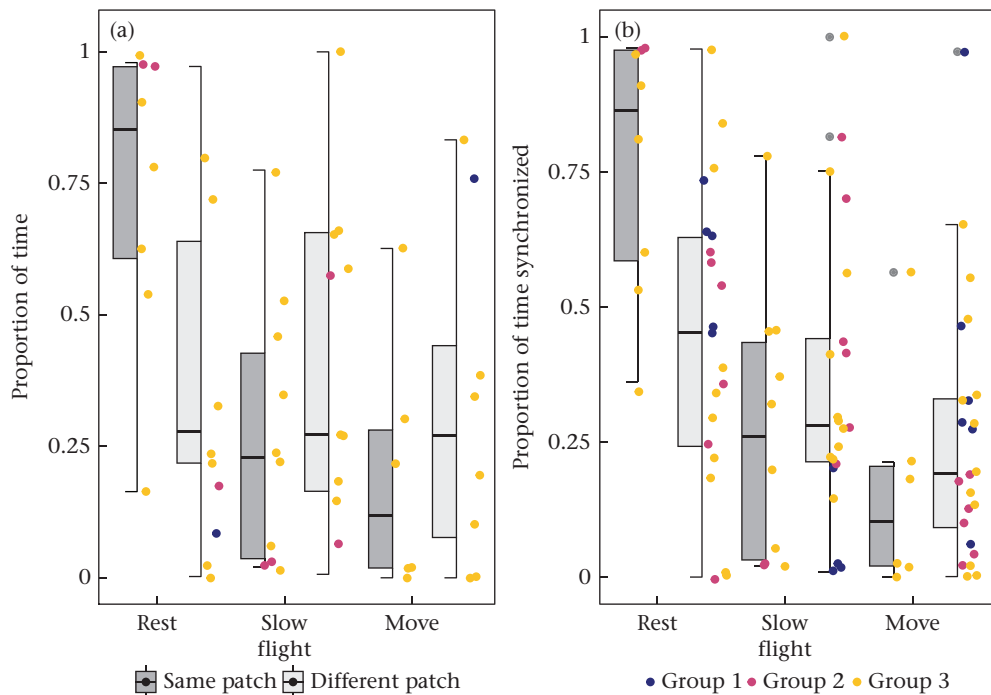 (a)
Proportion of time
1
0.75
0.5
0.25
0
Rest
Slow
flight
Move
Same patch
Different patch
(b)
Proportion of time synchronized
1
0.75
0.5
0.25
0
Rest
Slow
flight
Move
Group 1
Group 2
Group 3